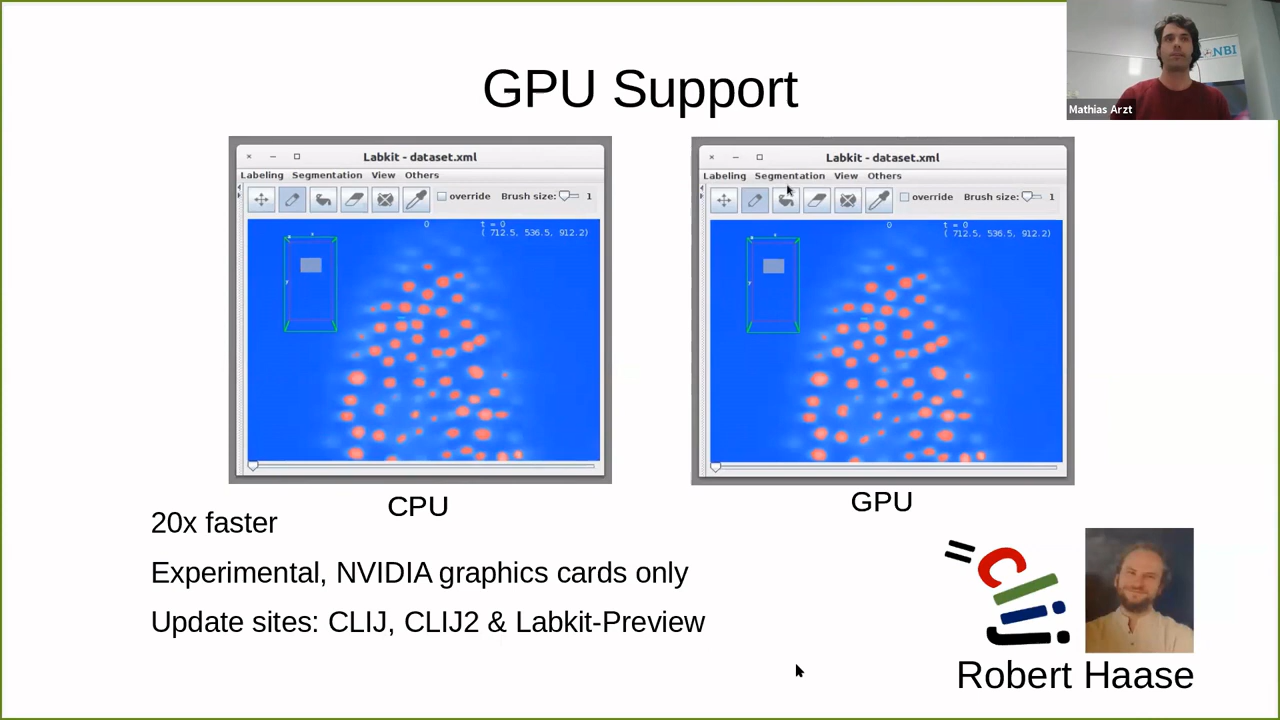 GPU Support
NBI
Mathias Arzt
Labkit - dataset.xml
Labeling Segmentation View Others
override Brush size: 1
0
t = 0
( 712.5, 536.5, 912.2)
x
y
Labkit - dataset.xml
Labeling Segmentation View Others
override Brush size: 1
0
t = 0
( 712.5, 536.5, 912.2)
x
y
CPU
GPU
20x faster
Experimental, NVIDIA graphics cards only
Update sites: CLIJ, CLIJ2 & Labkit-Preview
clij
Robert Haase